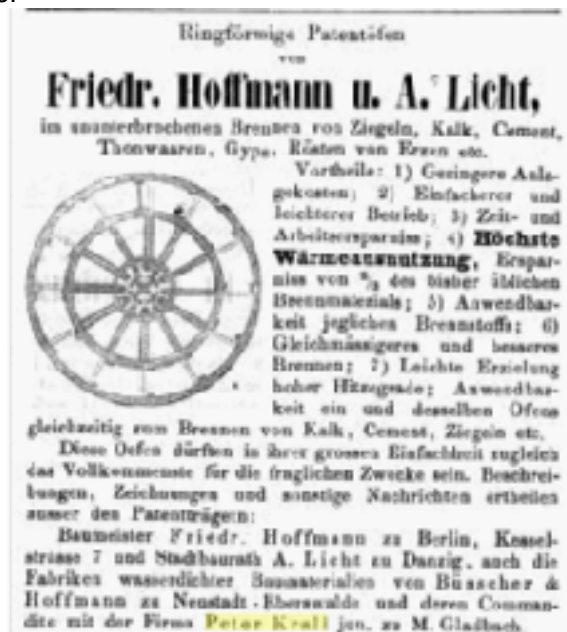 Ringförmige Patentöfen
von
Friedr. Hoffmann u. A. Licht,
im ununterbrochenen Brennen von Ziegeln, Kalk, Cement,
Thonwaaren, Gyps, Rösten von Erzen etc.
Vortheile: 1) Geringere Anla-
gekosten; 2) Einfacherer und
leichterer Betrieb; 3) Zeit- und
Arbeitsersparniss; 4) Höchste
Wärmeausnutzung, Erspar-
niss von ⅔ des bisher üblichen
Brennmaterials; 5) Anwendbar-
keit jeglichen Brennstoffs; 6)
Gleichmässigeres und besseres
Brennen; 7) Leichte Erzielung
hoher Hitzegrade; Anwendbar-
keit ein und desselben Ofens
gleichzeitig zum Brennen von Kalk, Cement, Ziegeln etc.
Diese Oefen dürften in ihrer grossen Einfachheit zugleich
das Vollkommenste für die fraglichen Zwecke sein. Beschrei-
bungen, Zeichnungen und sonstige Nachrichten ertheilen
ausser den Patentträgern:
Baumeister Friedr. Hoffmann zu Berlin, Kessel-
strasse 7 und Stadtbaurath A. Licht zu Danzig, auch die
Fabriken wasserdichter Baumaterialien von Büsscher &
Hoffmann zu Neustadt-Eberswalde und deren Comman-
dite mit der Firma Peter Krall jun. zu M. Gladbach.